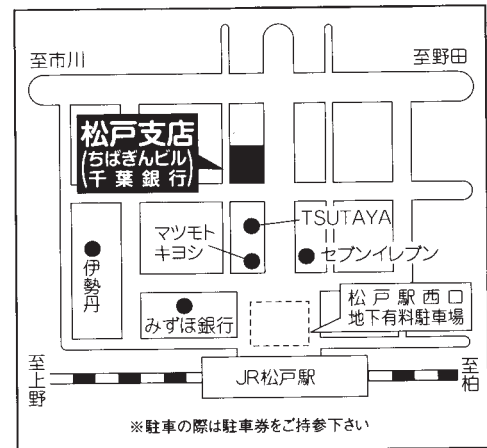 至市川
至野田
松戸支店
(ちばぎんビル)
(千葉銀行)
TSUTAYA
マツモト
キヨシ
セブンイレブン
伊勢丹
みずほ銀行
松戸駅西口
地下有料駐車場
至上野
JR松戸駅
至柏
※駐車の際は駐車券をご持参下さい